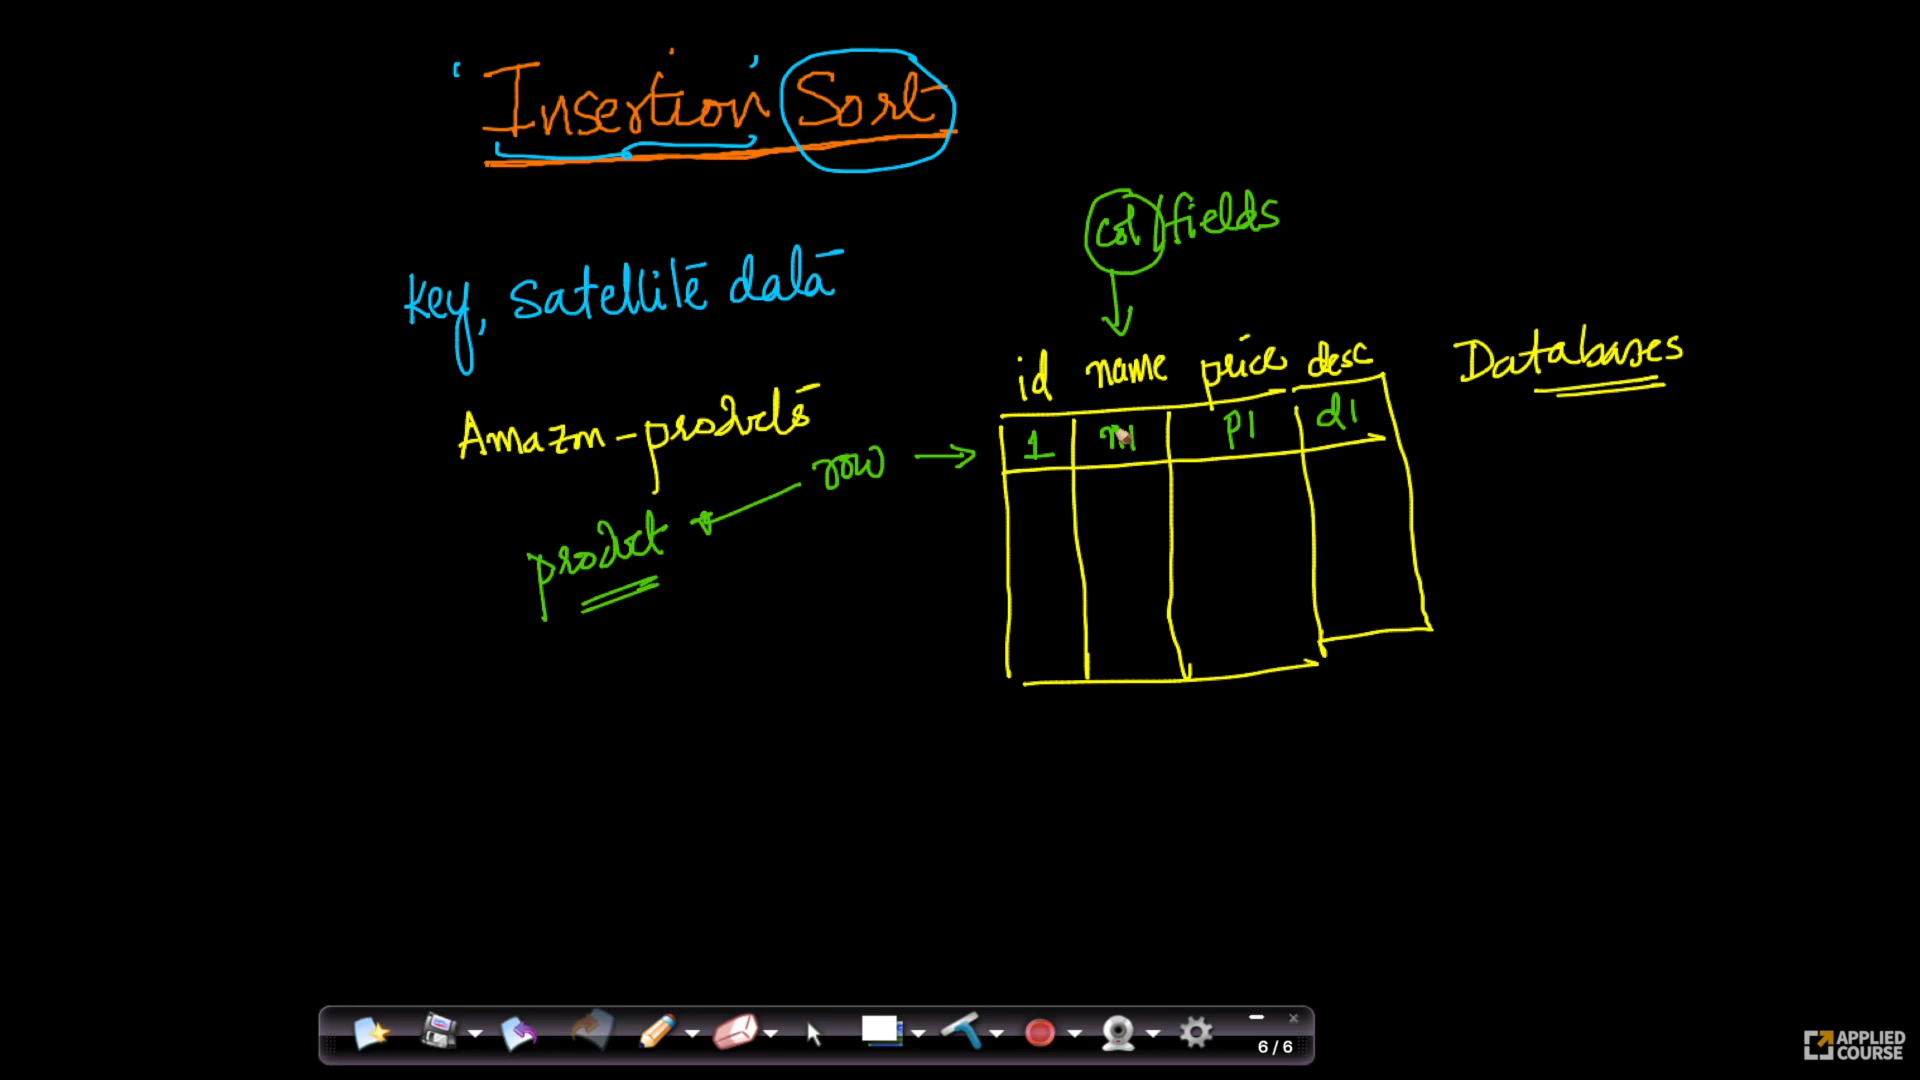 'Insertion' Sort
col/fields
key, satellite data
id name price desc
Databases
Amazon-products
1 n1 p1 d1
row
product
6/6
APPLIED
COURSE